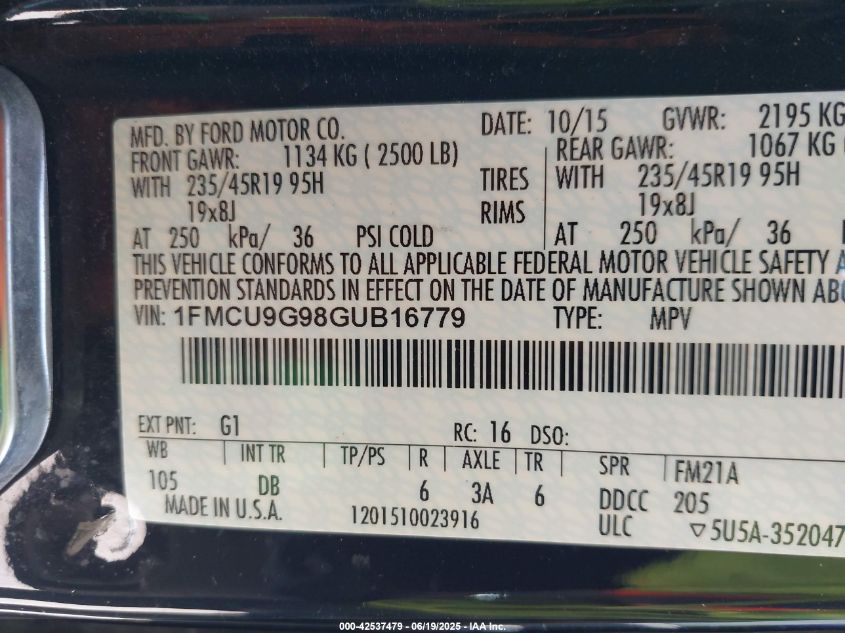 MFD. BY FORD MOTOR CO. DATE: 10/15 GVWR: 2195 KG
FRONT GAWR: 1134 KG ( 2500 LB) REAR GAWR: 1067 KG (
WITH 235/45R19 95H TIRES WITH 235/45R19 95H
19x8J RIMS 19x8J
AT 250 kPa/ 36 PSI COLD AT 250 kPa/ 36
THIS VEHICLE CONFORMS TO ALL APPLICABLE FEDERAL MOTOR VEHICLE SAFETY A
PREVENTION STANDARDS IN EFFECT ON THE DATE OF MANUFACTURE SHOWN ABO
VIN: 1FMCU9G98GUB16779 TYPE: MPV
EXT PNT: G1 RC: 16 DSO:
WB INT TR TP/PS R AXLE TR SPR FM21A
105 DB 6 3A 6 DDCC 205
MADE IN U.S.A. 1201510023916 ULC ▽5U5A-352047
000-42537479 - 06/19/2025 - IAA Inc.